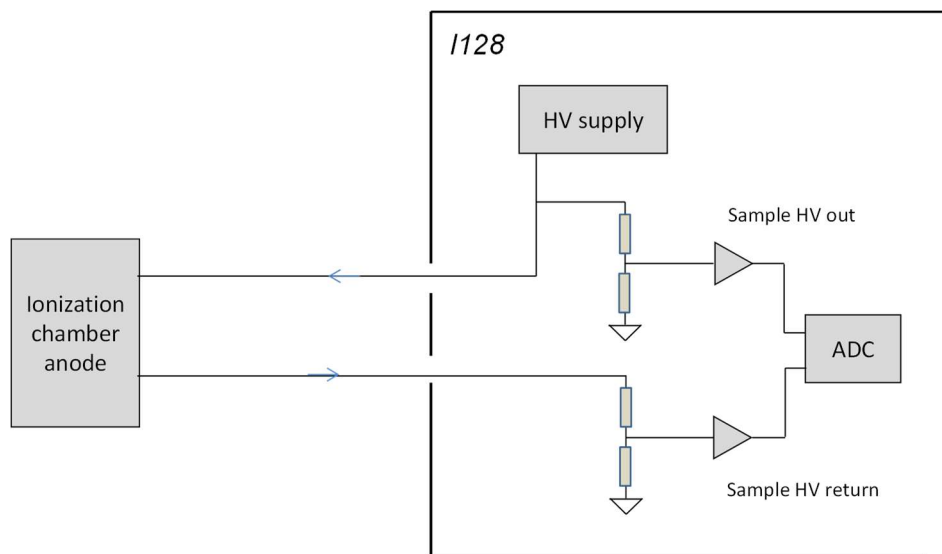 I128
HV supply
Sample HV out
Ionization
chamber
anode
ADC
Sample HV return